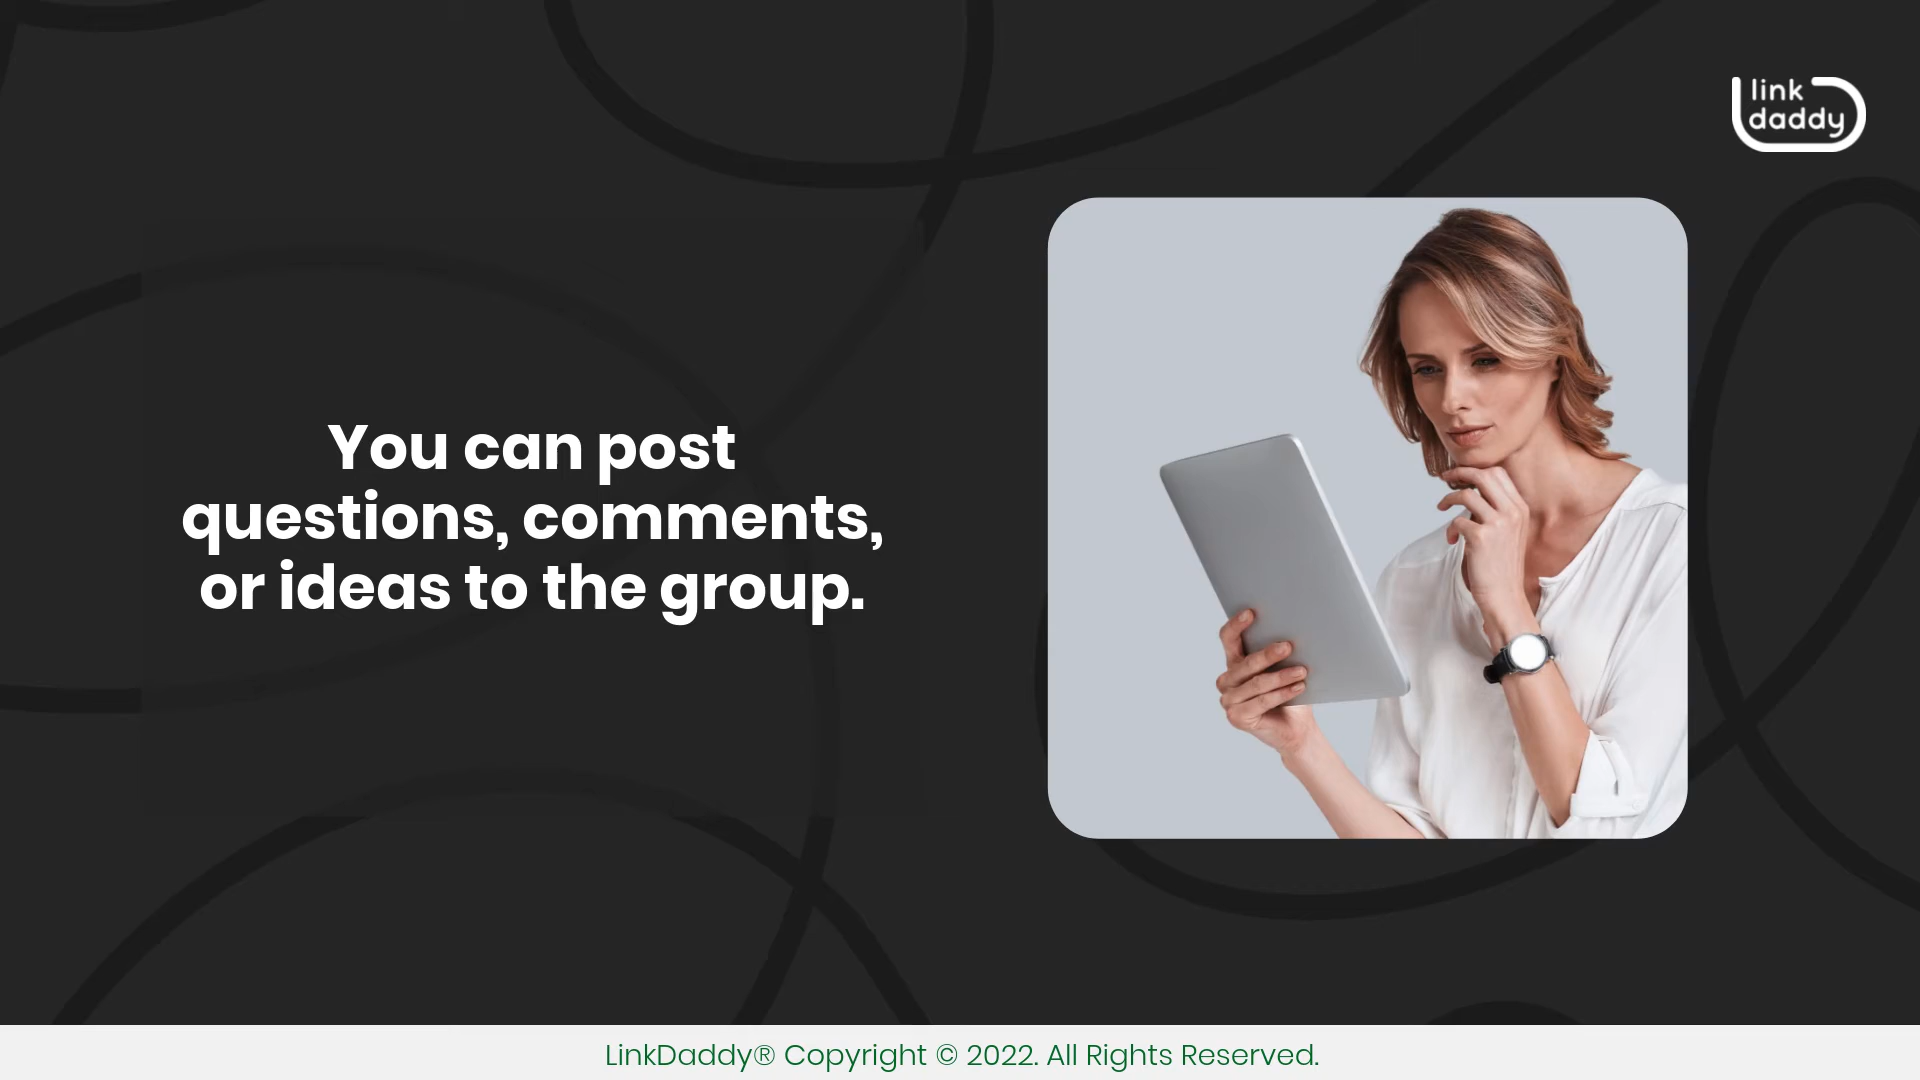 link
daddy
You can post
questions, comments,
or ideas to the group.
LinkDaddy® Copyright © 2022. All Rights Reserved.